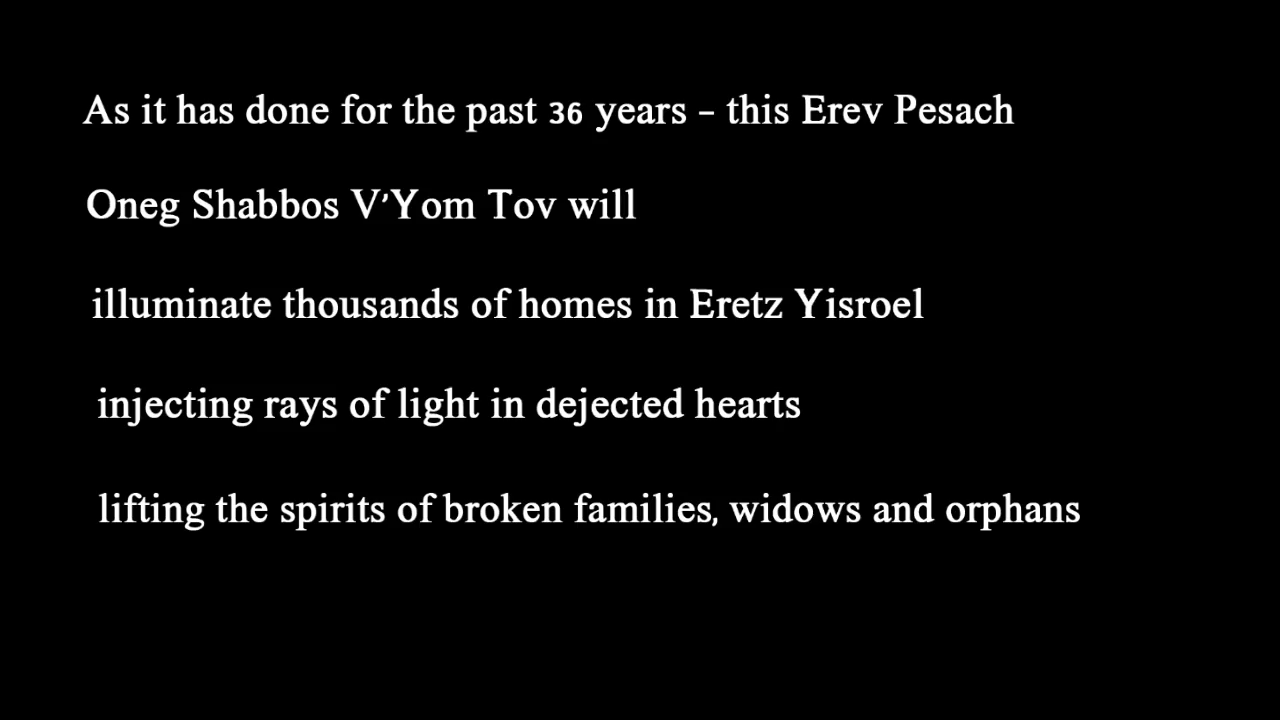 As it has done for the past 36 years - this Erev Pesach
Oneg Shabbos V'Yom Tov will
illuminate thousands of homes in Eretz Yisroel
injecting rays of light in dejected hearts
lifting the spirits of broken families, widows and orphans